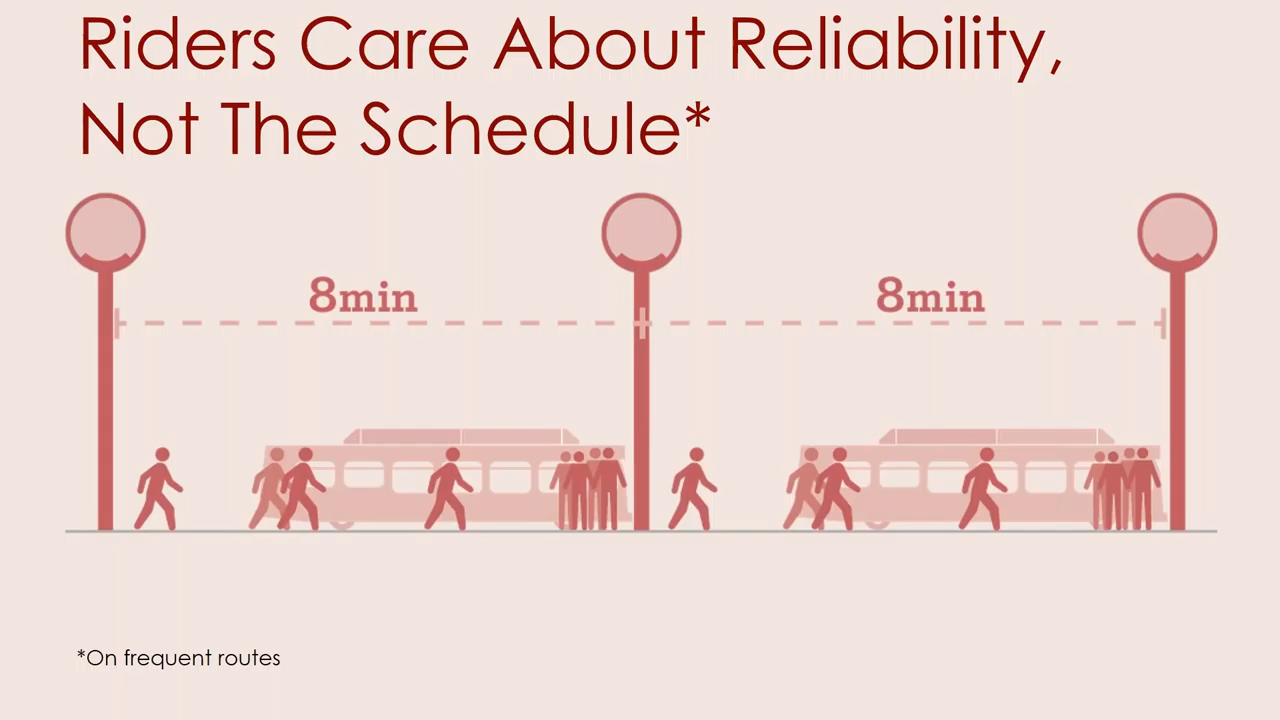 Riders Care About Reliability,
Not The Schedule*
8min
8min
*On frequent routes